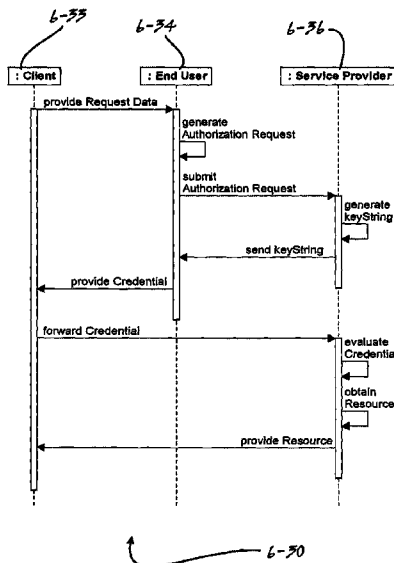 6-33
6-34
6-36
: Client
: End User
: Service Provider
provide Request Data
generate
Authorization Request
submit
Authorization Request
generate
keyString
send keyString
provide Credential
forward Credential
evaluate
Credential
obtain
Resource
provide Resource
6-30